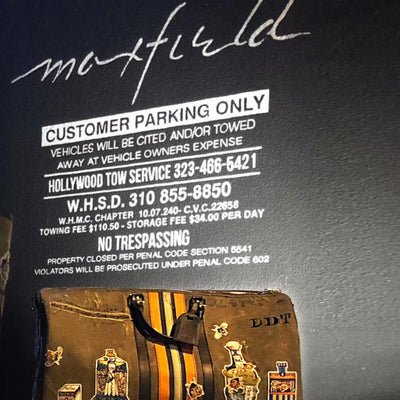 maxfield
CUSTOMER PARKING ONLY
VEHICLES WILL BE CITED AND/OR TOWED
AWAY AT VEHICLE OWNERS EXPENSE
HOLLYWOOD TOW SERVICE 323-466-5421
W.H.S.D. 310 855-8850
W.H.M.C. CHAPTER 10.07.240- C.V.C.22658
TOWING FEE $110.50 - STORAGE FEE $34.00 PER DAY
NO TRESPASSING
PROPERTY CLOSED PER PENAL CODE SECTION 5541
VIOLATORS WILL BE PROSECUTED UNDER PENAL CODE 602
DDT